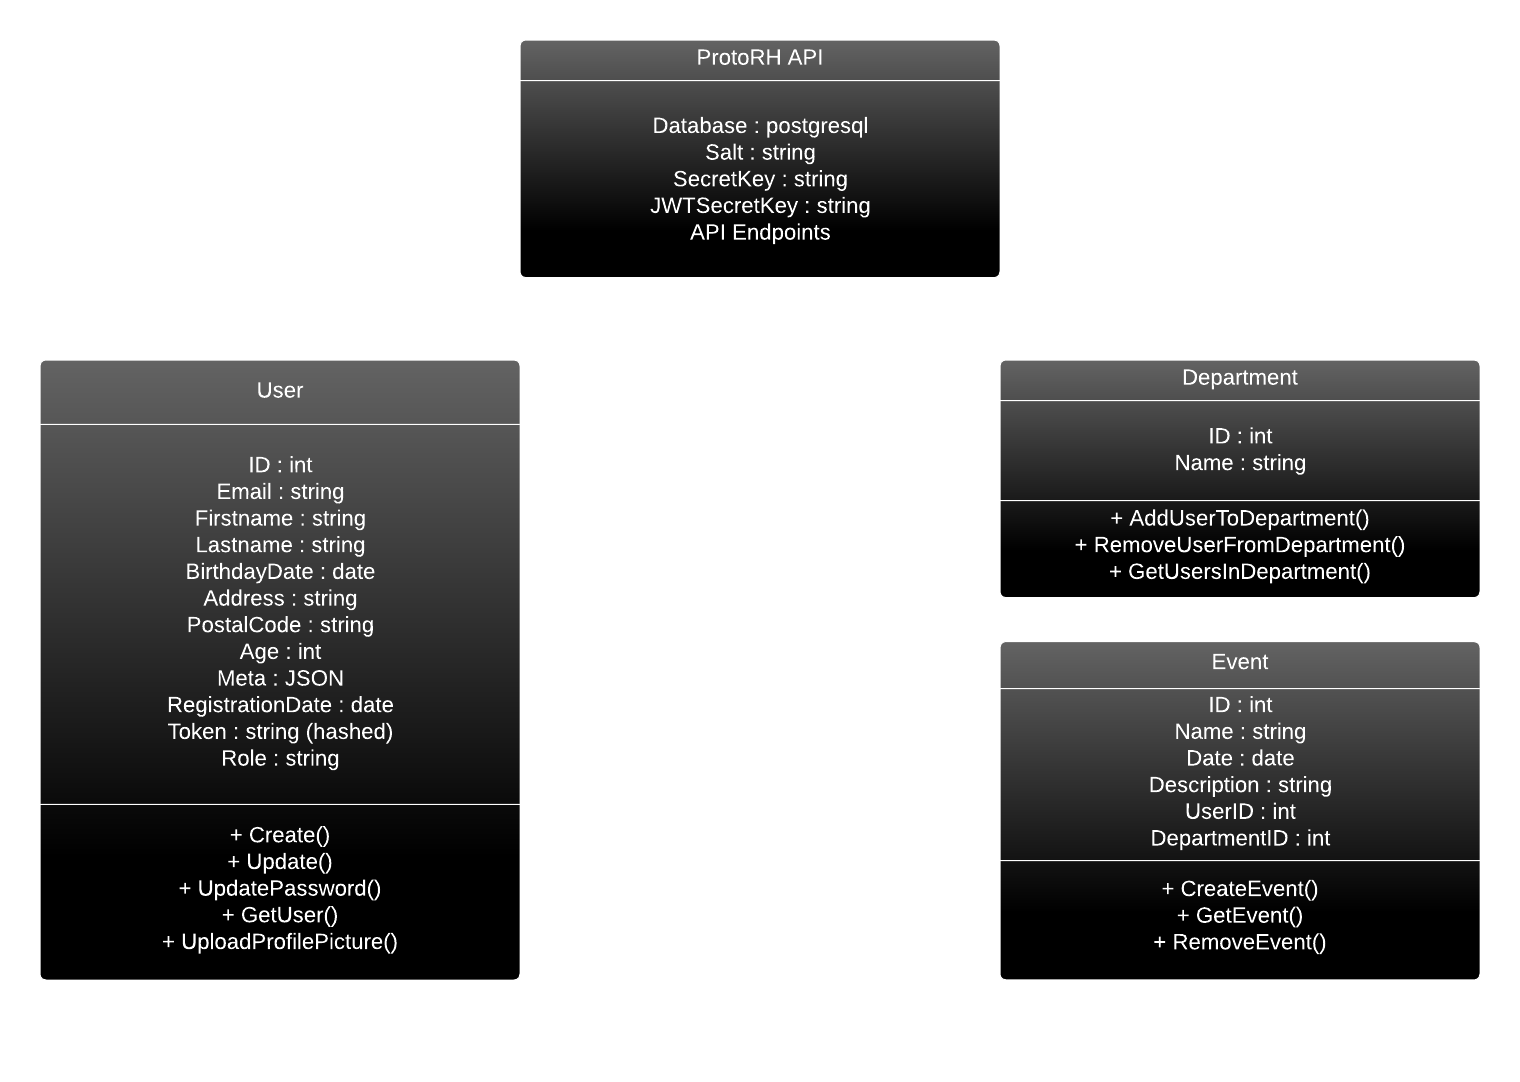 ProtoRH API
Database : postgresql
Salt : string
SecretKey : string
JWTSecretKey : string
API Endpoints
User
ID : int
Email : string
Firstname : string
Lastname : string
BirthdayDate : date
Address : string
PostalCode : string
Age : int
Meta : JSON
RegistrationDate : date
Token : string (hashed)
Role : string
+ Create()
+ Update()
+ UpdatePassword()
+ GetUser()
+ UploadProfilePicture()
Department
ID : int
Name : string
+ AddUserToDepartment()
+ RemoveUserFromDepartment()
+ GetUsersInDepartment()
Event
ID : int
Name : string
Date : date
Description : string
UserID : int
DepartmentID : int
+ CreateEvent()
+ GetEvent()
+ RemoveEvent()